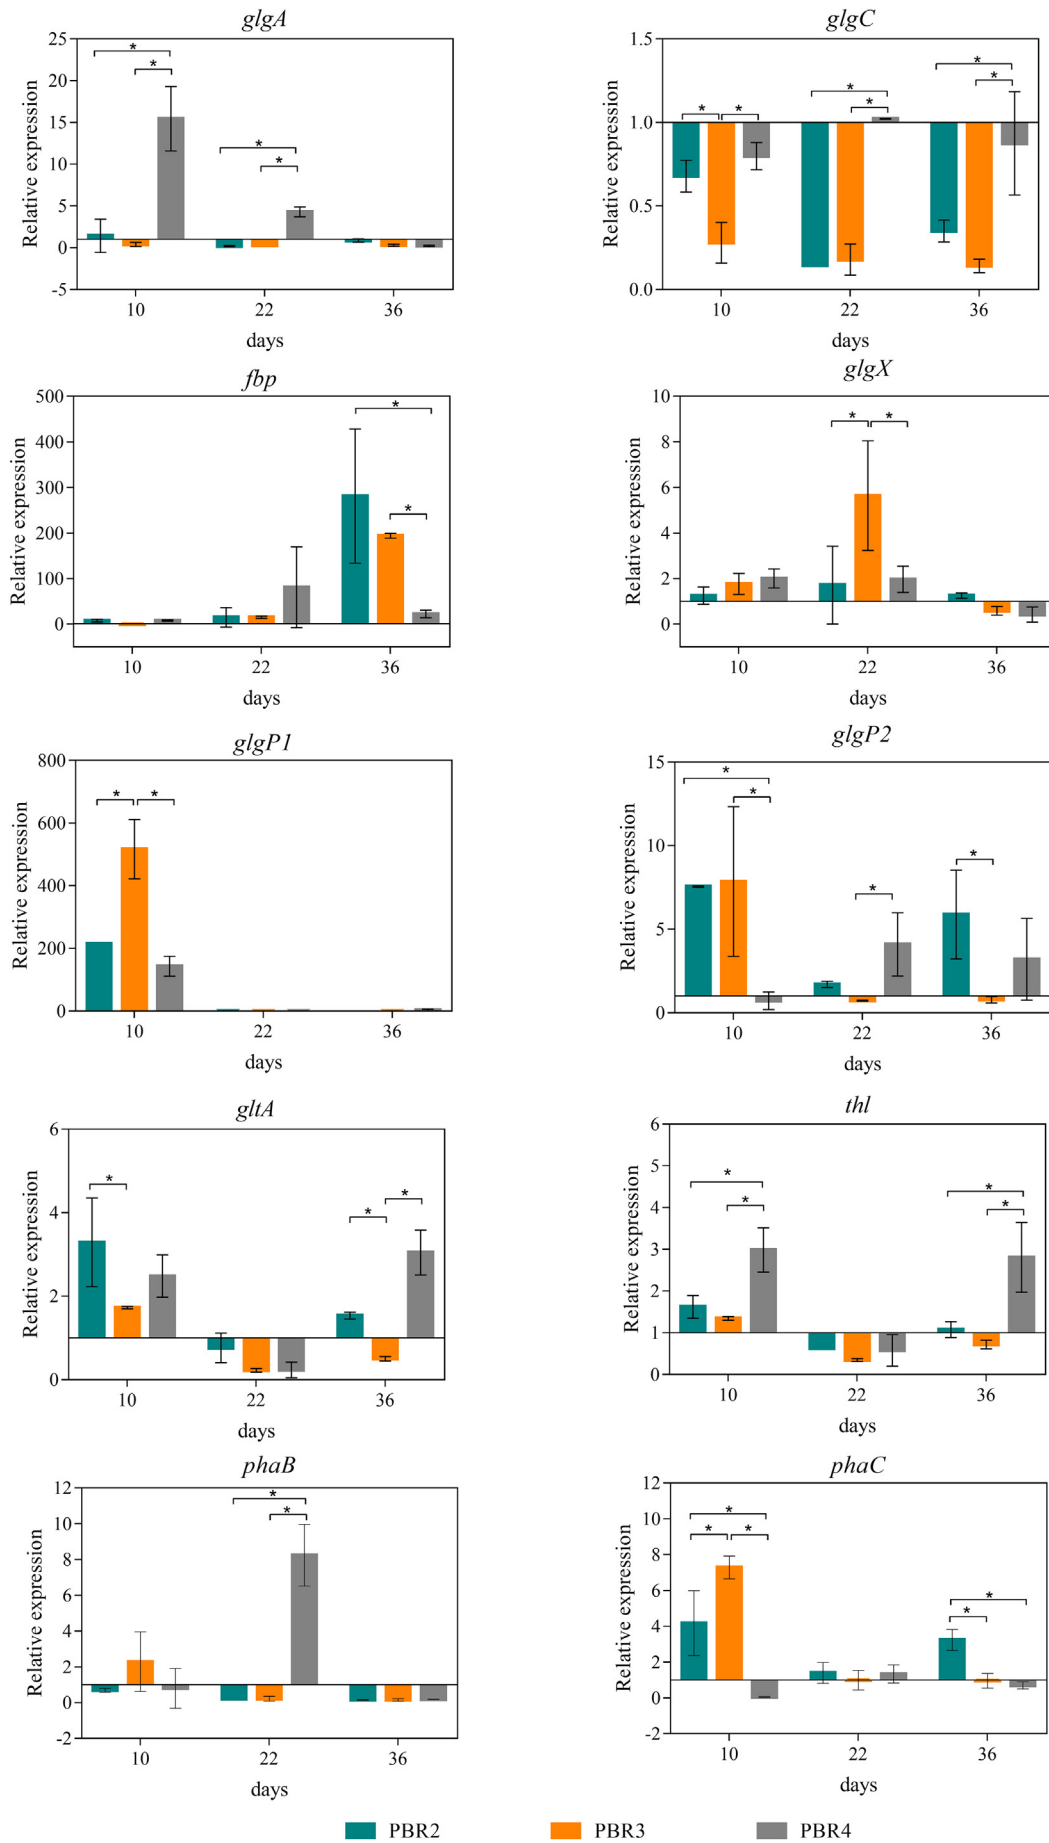 glgA
Relative expression
25
20
15
10
5
0
-5
*
*
*
*
10 22 36
days
glgC
Relative expression
1.5
1.0
0.5
0.0
* *
*
*
*
*
10 22 36
days
fbp
Relative expression
500
400
300
200
100
0
*
*
10 22 36
days
glgX
Relative expression
10
8
6
4
2
0
* *
10 22 36
days
glgP1
Relative expression
800
600
400
200
0
* *
10 22 36
days
glgP2
Relative expression
15
10
5
0
*
*
*
*
10 22 36
days
gltA
Relative expression
6
4
2
0
*
*
*
10 22 36
days
thl
Relative expression
6
5
4
3
2
1
0
*
*
*
*
10 22 36
days
phaB
Relative expression
12
10
8
6
4
2
0
-2
*
*
10 22 36
days
phaC
Relative expression
12
10
8
6
4
2
0
-2
*
* *
*
*
10 22 36
days
PBR2 PBR3 PBR4